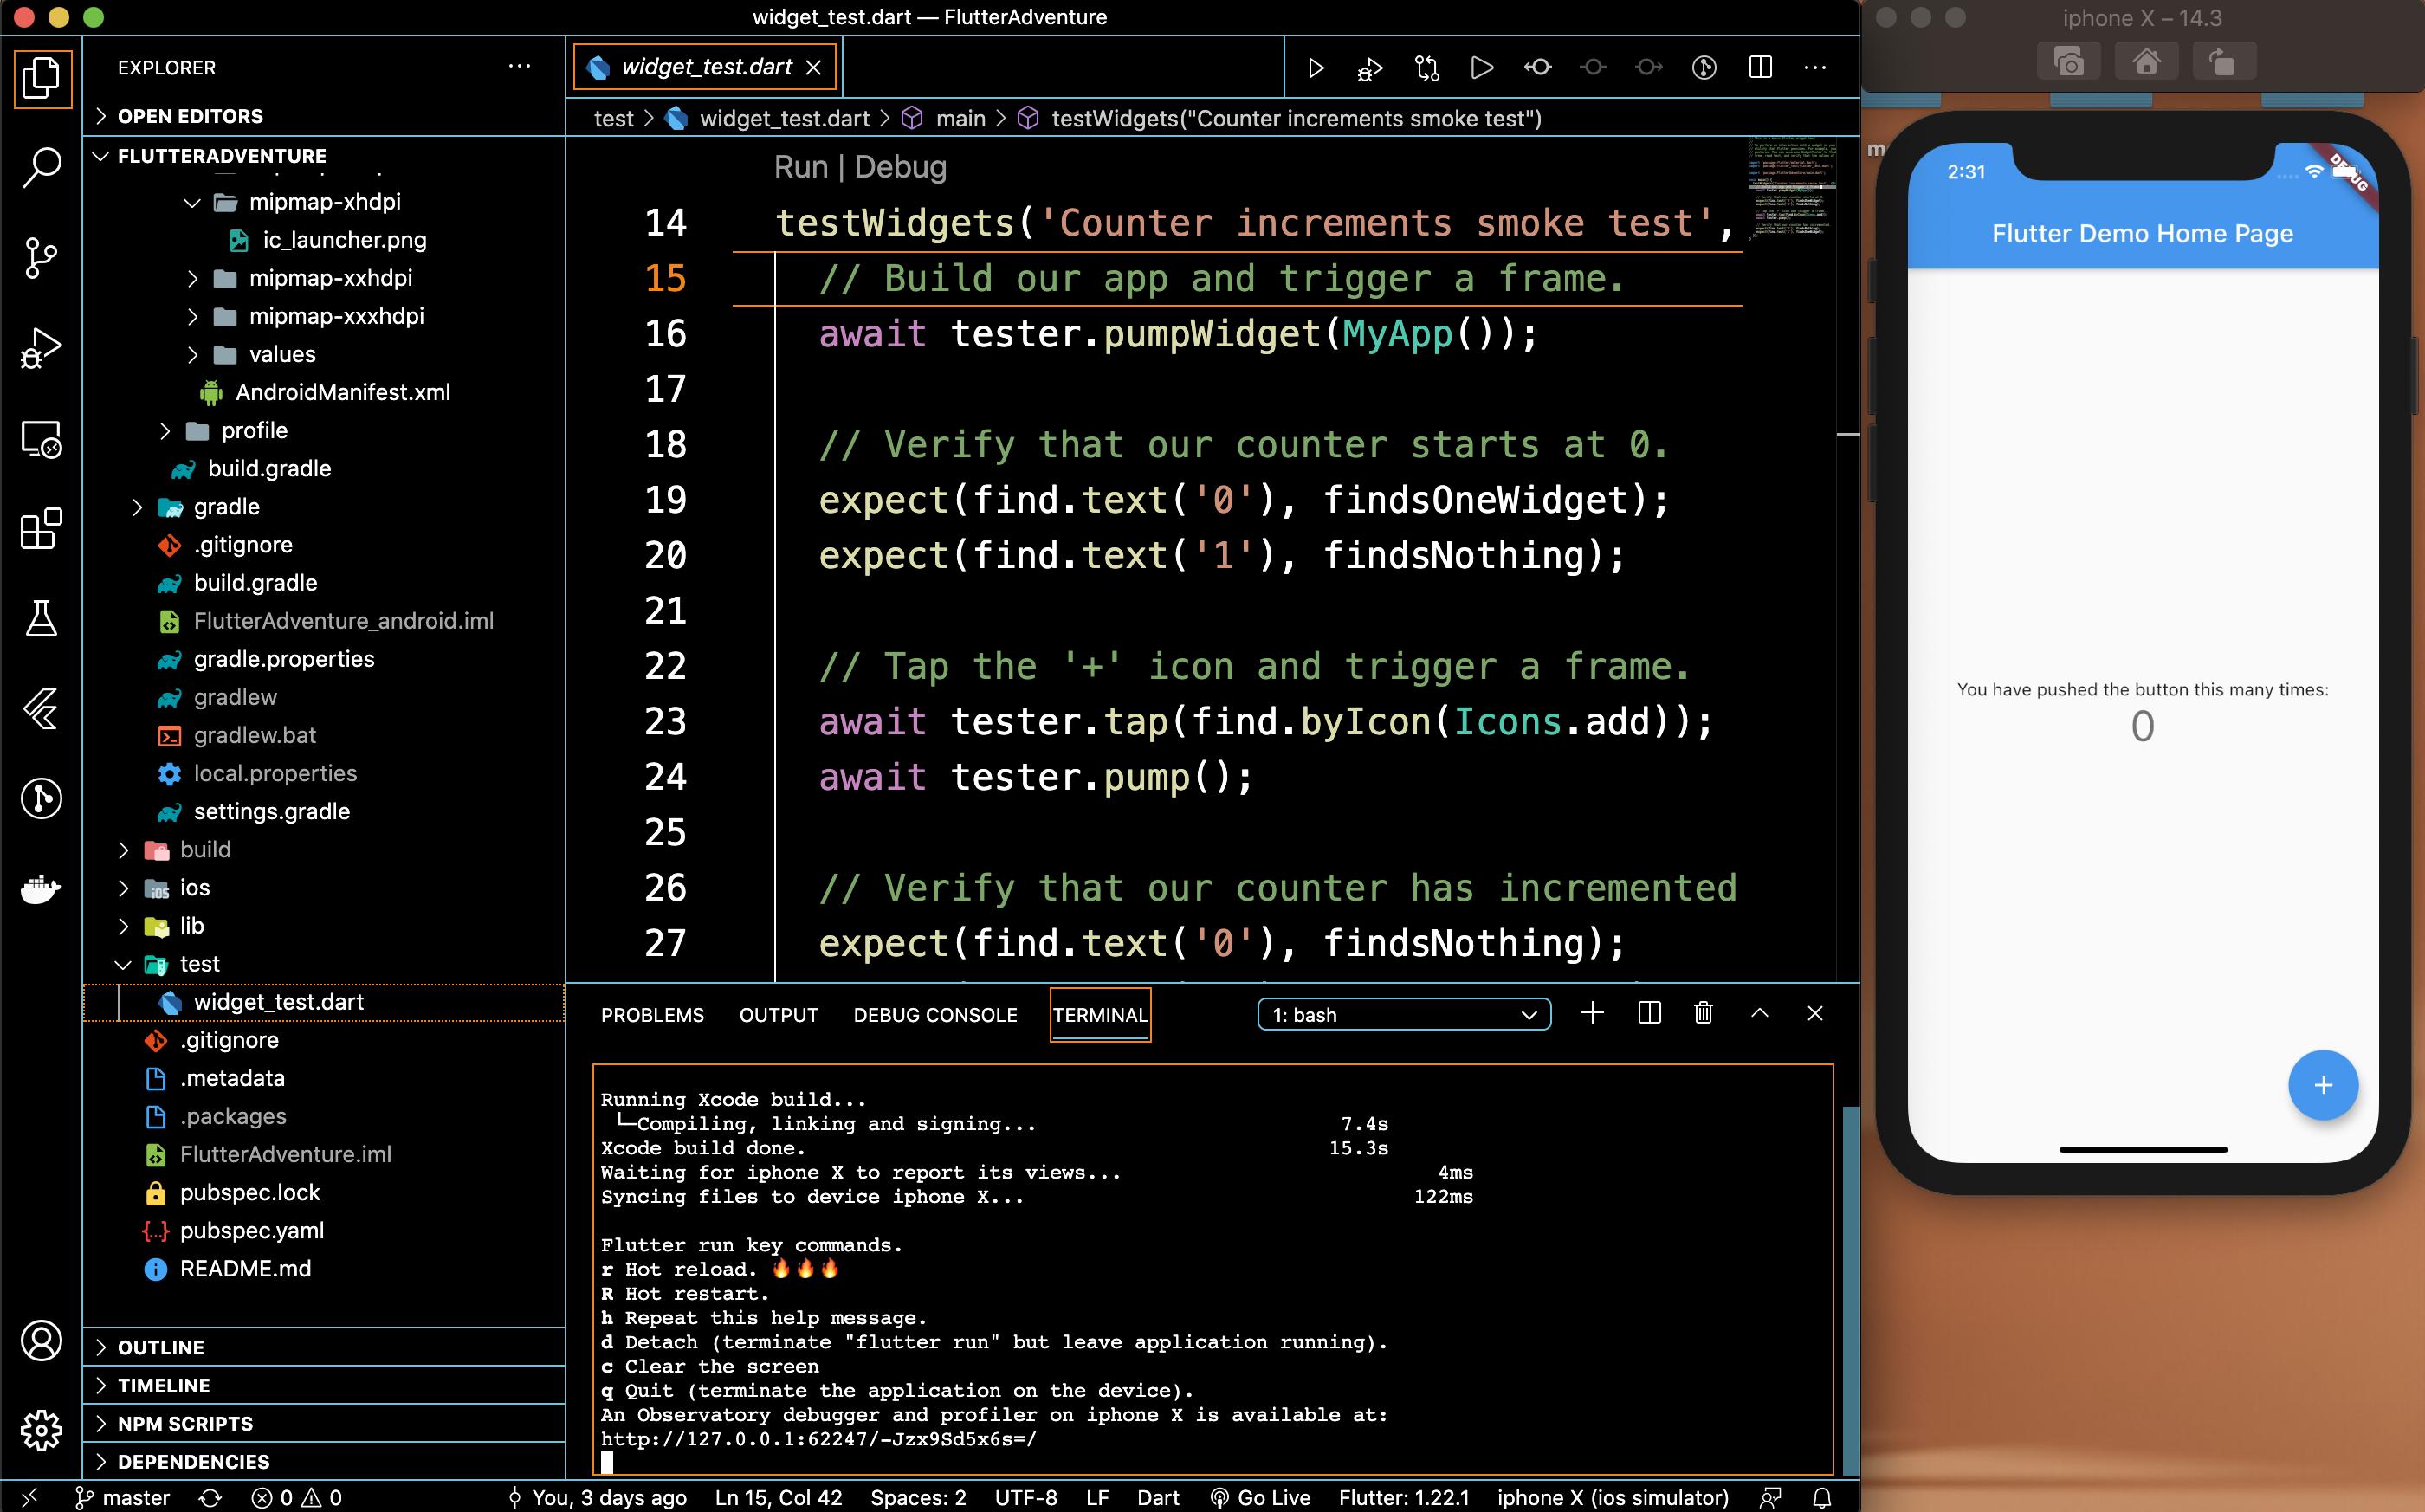 widget_test.dart — FlutterAdventure
EXPLORER
OPEN EDITORS
FLUTTERADVENTURE
mipmap-xhdpi
ic_launcher.png
mipmap-xxhdpi
mipmap-xxxhdpi
values
AndroidManifest.xml
profile
build.gradle
gradle
.gitignore
build.gradle
FlutterAdventure_android.iml
gradle.properties
gradlew
gradlew.bat
local.properties
settings.gradle
build
ios
lib
test
widget_test.dart
.gitignore
.metadata
.packages
FlutterAdventure.iml
pubspec.lock
pubspec.yaml
README.md
OUTLINE
TIMELINE
NPM SCRIPTS
DEPENDENCIES
widget_test.dart
test > widget_test.dart > main > testWidgets("Counter increments smoke test")
Run | Debug
14 testWidgets('Counter increments smoke test',
15 // Build our app and trigger a frame.
16 await tester.pumpWidget(MyApp());
17
18 // Verify that our counter starts at 0.
19 expect(find.text('0'), findsOneWidget);
20 expect(find.text('1'), findsNothing);
21
22 // Tap the '+' icon and trigger a frame.
23 await tester.tap(find.byIcon(Icons.add));
24 await tester.pump();
25
26 // Verify that our counter has incremented
27 expect(find.text('0'), findsNothing);
PROBLEMS OUTPUT DEBUG CONSOLE TERMINAL 1: bash
Running Xcode build...
└─Compiling, linking and signing... 7.4s
Xcode build done. 15.3s
Waiting for iphone X to report its views... 4ms
Syncing files to device iphone X... 122ms
Flutter run key commands.
r Hot reload. 🔥🔥🔥
R Hot restart.
h Repeat this help message.
d Detach (terminate "flutter run" but leave application running).
c Clear the screen
q Quit (terminate the application on the device).
An Observatory debugger and profiler on iphone X is available at:
http://127.0.0.1:62247/-Jzx9Sd5x6s=/
master 0 0 You, 3 days ago Ln 15, Col 42 Spaces: 2 UTF-8 LF Dart Go Live Flutter: 1.22.1 iphone X (ios simulator)
iphone X – 14.3
m
2:31
DEBUG
Flutter Demo Home Page
You have pushed the button this many times:
0
+